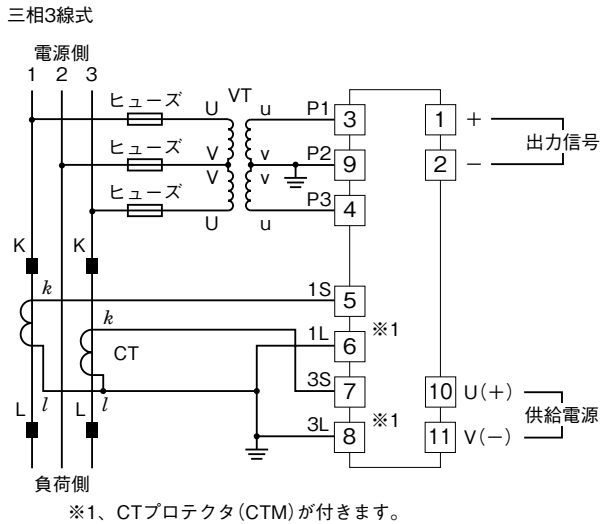 三相3線式
電源側
1 2 3
ヒューズ U VT u P1 3 1 +
出力信号
ヒューズ V v P2 9 2 −
V v
ヒューズ P3 4
U u
K K
k 1S 5
※1
k 1L 6
CT
3S 7 10 U(+)
供給電源
L l L l ※1
3L 8 11 V(−)
負荷側
※1、CTプロテクタ(CTM)が付きます。